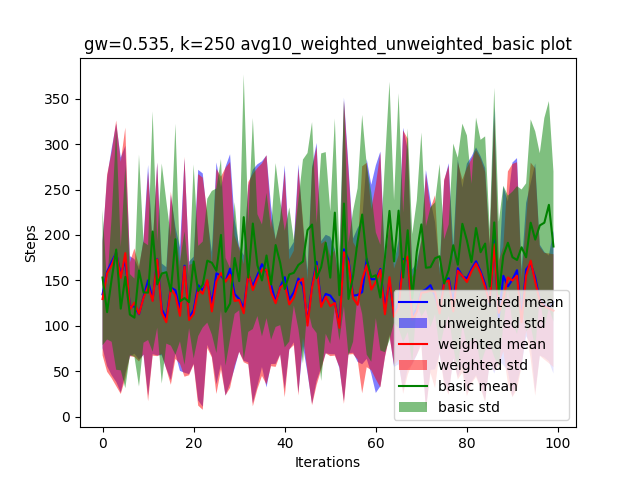 gw=0.535, k=250 avg10_weighted_unweighted_basic plot
350
300
250
200
150
100
50
0
Steps
0 20 40 60 80 100
Iterations
unweighted mean
unweighted std
weighted mean
weighted std
basic mean
basic std